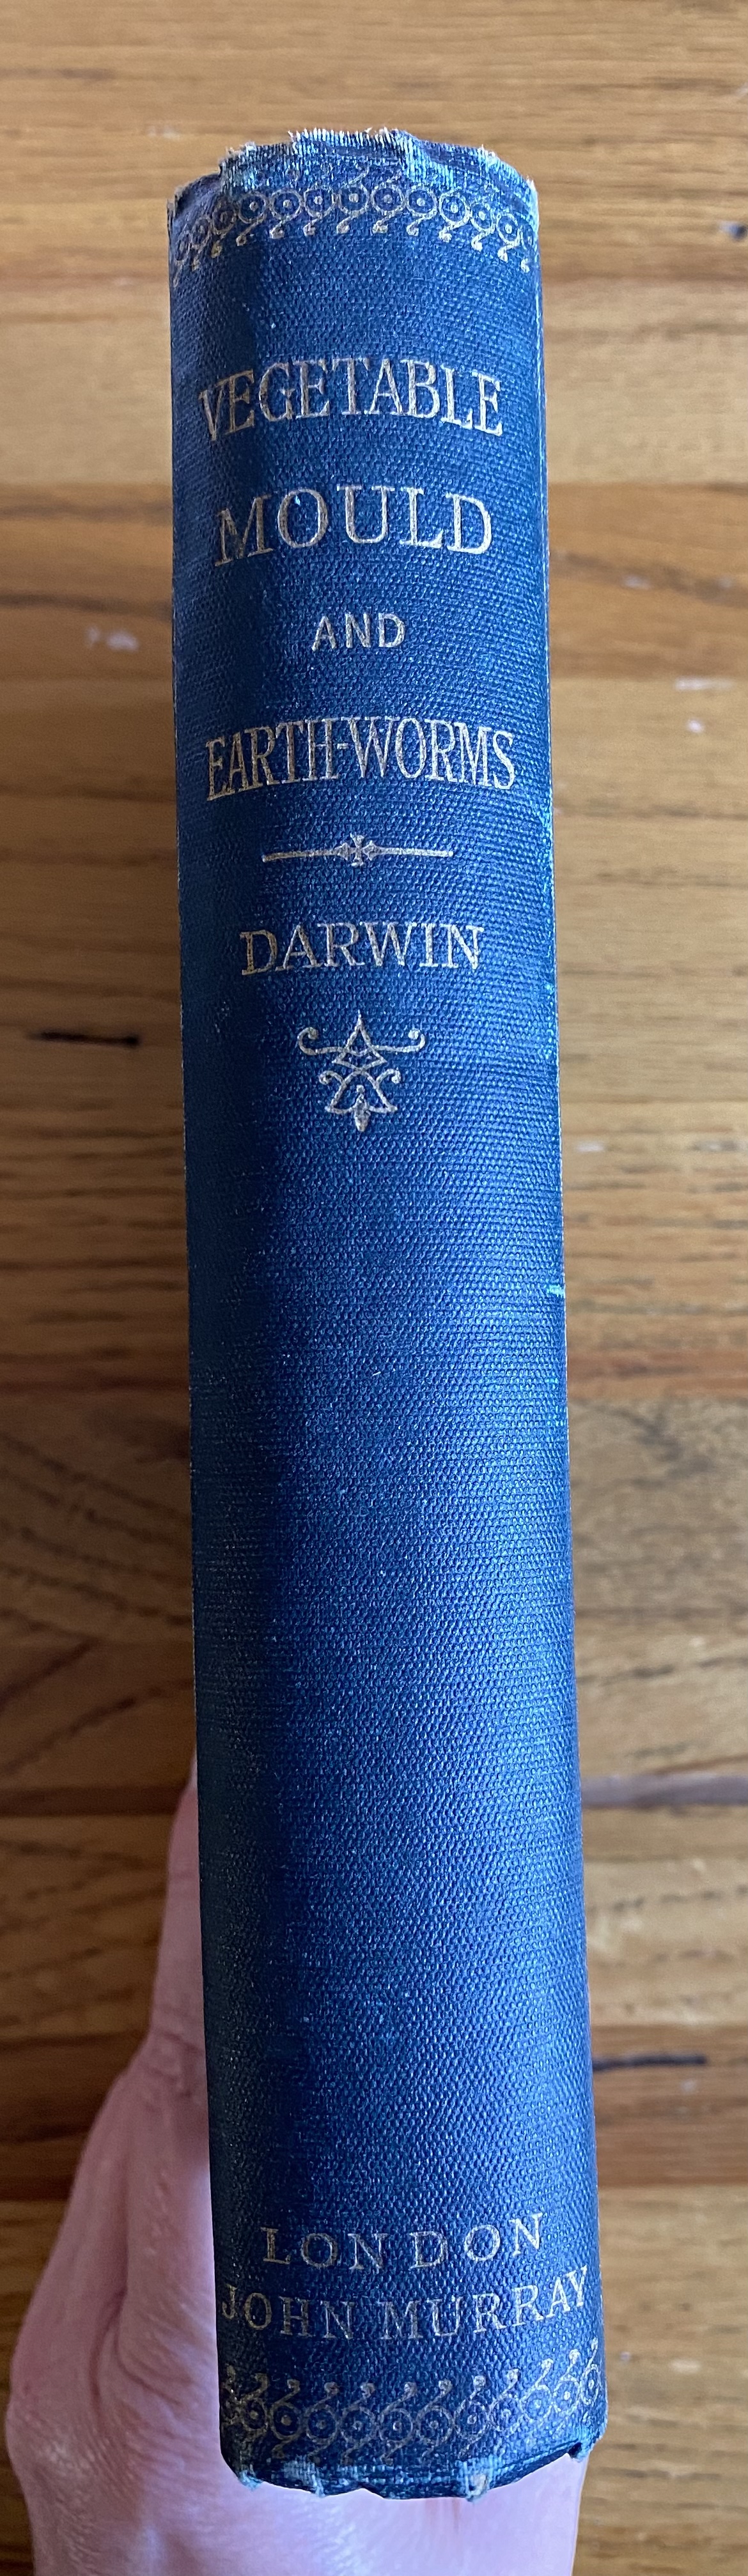 VEGETABLE
MOULD
AND
EARTH-WORMS
DARWIN
LONDON
JOHN MURRAY